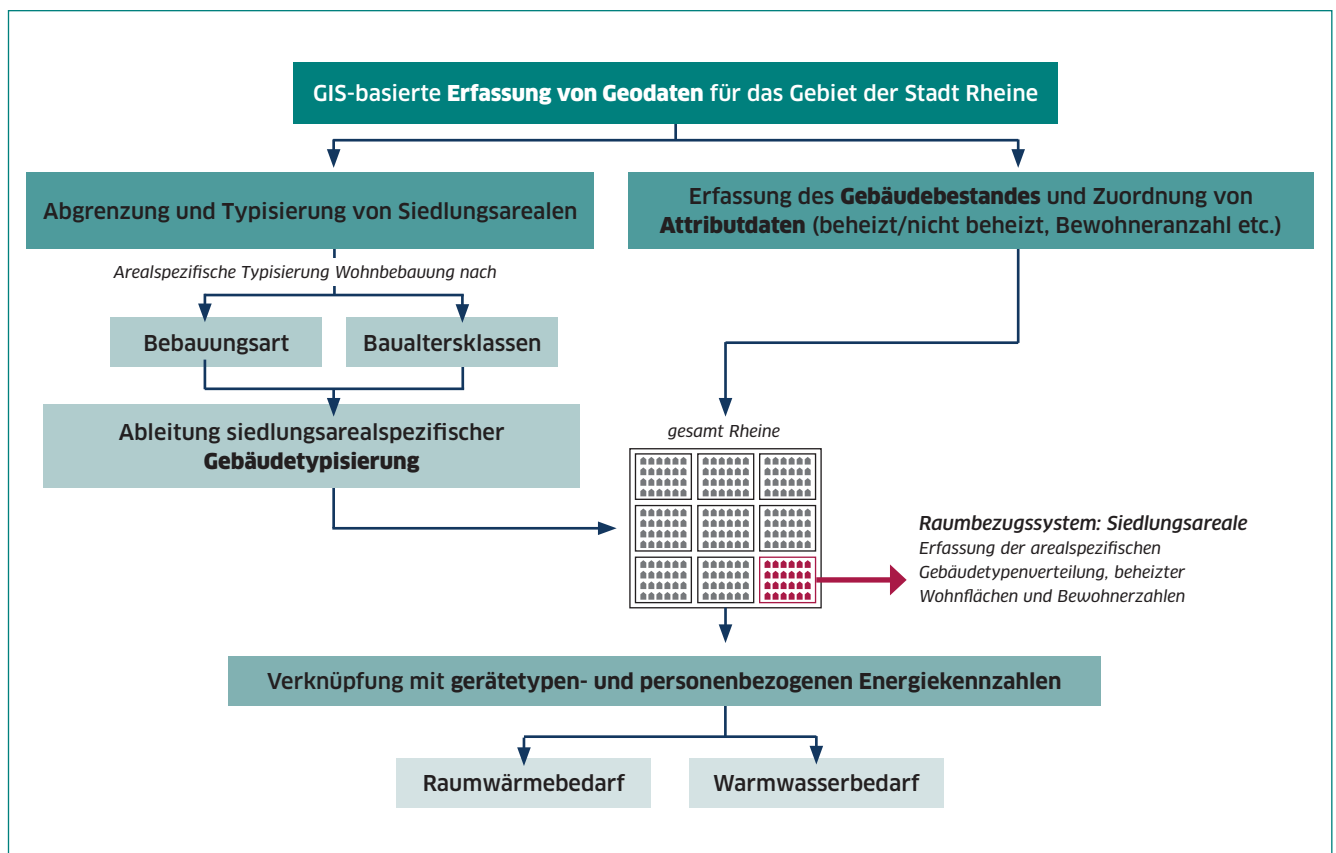 GIS-basierte Erfassung von Geodaten für das Gebiet der Stadt Rheine
Abgrenzung und Typisierung von Siedlungsarealen
Erfassung des Gebäudebestandes und Zuordnung von
Attributdaten (beheizt/nicht beheizt, Bewohneranzahl etc.)
Arealspezifische Typisierung Wohnbebauung nach
Bebauungsart
Baualtersklassen
Ableitung siedlungsarealspezifischer
Gebäudetypisierung
gesamt Rheine
Raumbezugssystem: Siedlungsareale
Erfassung der arealspezifischen
Gebäudetypenverteilung, beheizter
Wohnflächen und Bewohnerzahlen
Verknüpfung mit gerätetypen- und personenbezogenen Energiekennzahlen
Raumwärmebedarf
Warmwasserbedarf